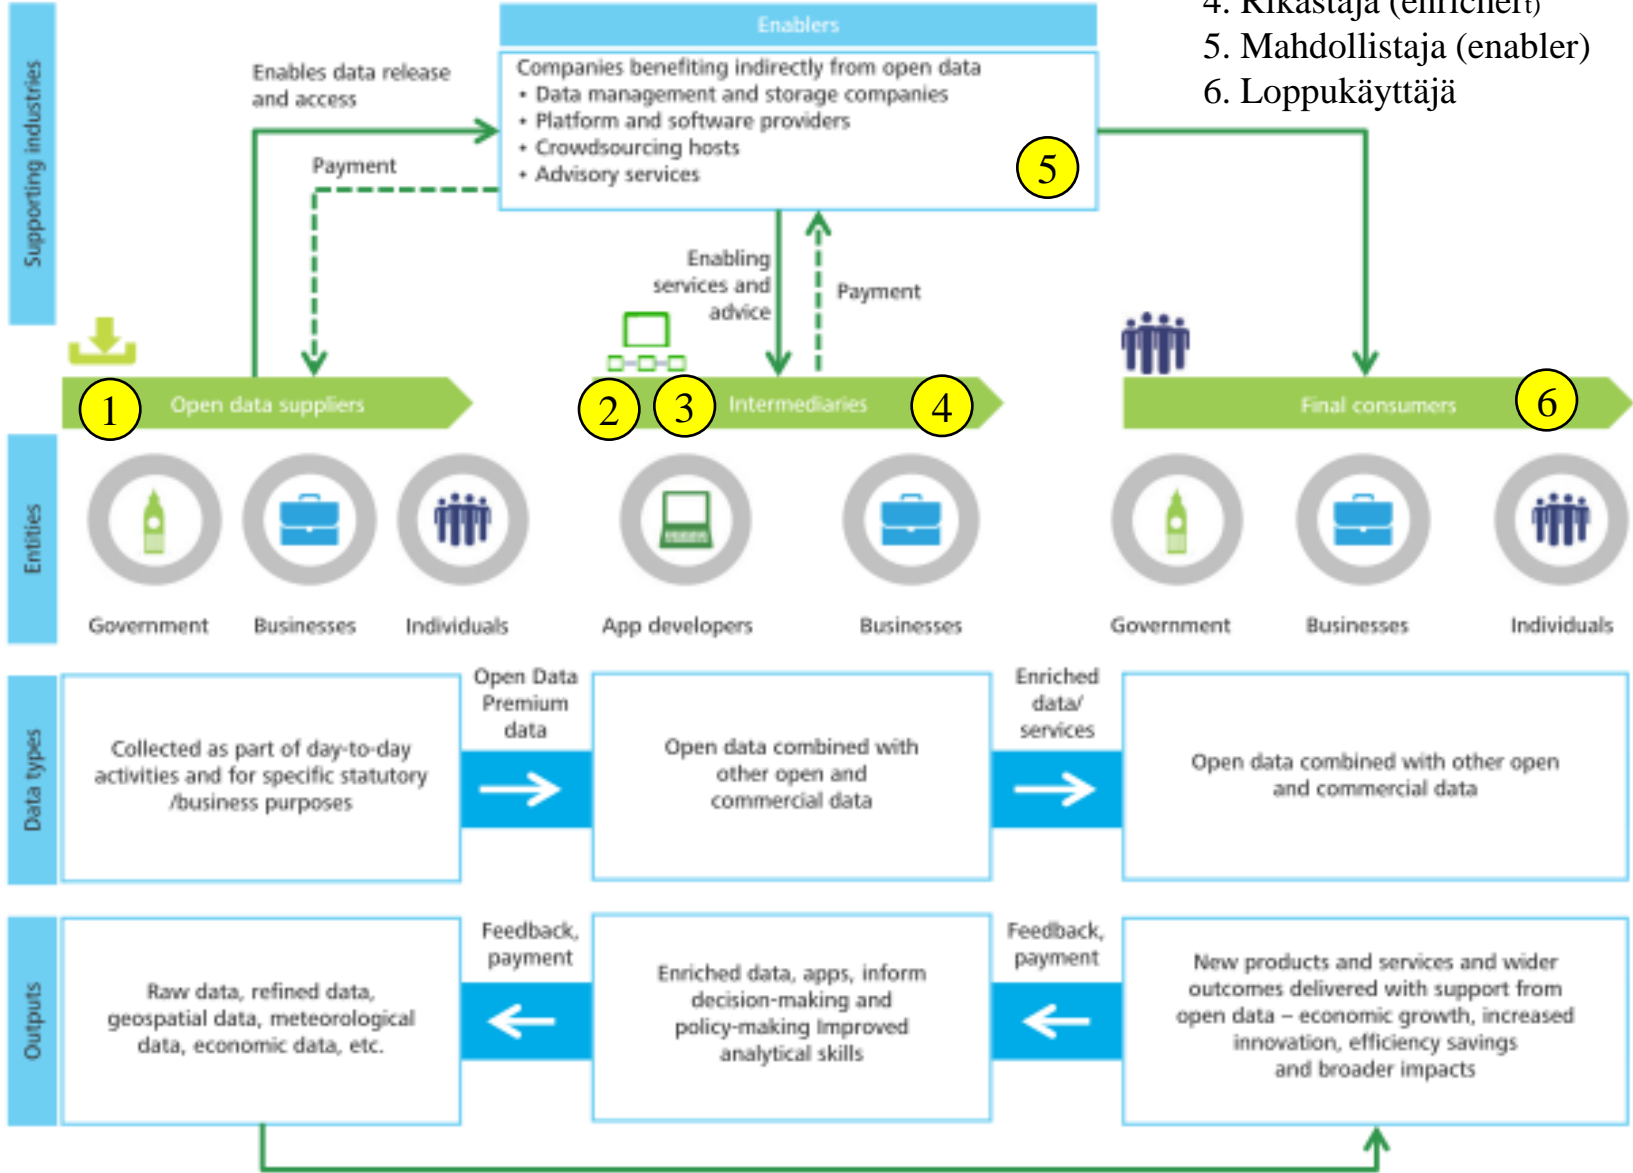 4. Rikastaja (enrichert)
5. Mahdollistaja (enabler)
6. Loppukäyttäjä
Enablers
Companies benefiting indirectly from open data
• Data management and storage companies
• Platform and software providers
• Crowdsourcing hosts
• Advisory services
5
Supporting industries
Enables data release
and access
Payment
Enabling
services and
advice
Payment
1
Open data suppliers
2
3
Intermediaries
4
Final consumers
6
Entities
Government
Businesses
Individuals
App developers
Businesses
Government
Businesses
Individuals
Data types
Collected as part of day-to-day
activities and for specific statutory
/business purposes
Open Data
Premium
data
Open data combined with
other open and
commercial data
Enriched
data/
services
Open data combined with other open
and commercial data
Outputs
Raw data, refined data,
geospatial data, meteorological
data, economic data, etc.
Feedback,
payment
Enriched data, apps, inform
decision-making and
policy-making Improved
analytical skills
Feedback,
payment
New products and services and wider
outcomes delivered with support from
open data – economic growth, increased
innovation, efficiency savings
and broader impacts